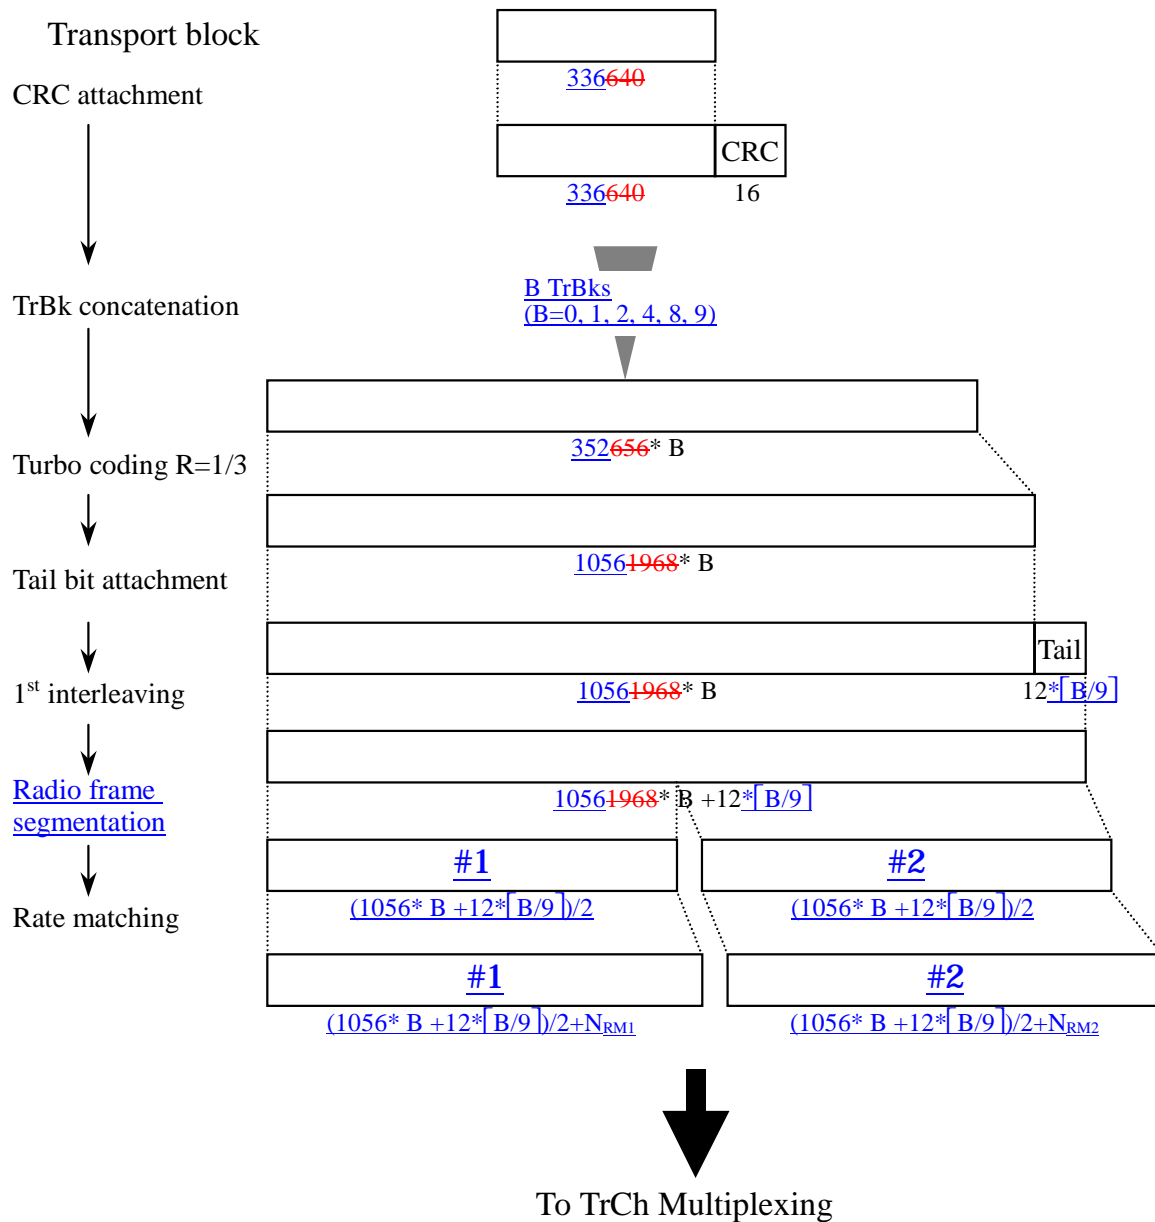 Transport block
336640
CRC attachment
CRC
336640
16
TrBk concatenation
B TrBks
(B=0, 1, 2, 4, 8, 9)
352656* B
Turbo coding R=1/3
10561968* B
Tail bit attachment
Tail
1st interleaving
10561968* B
12*⌈B/9⌉
Radio frame
segmentation
10561968* B +12*⌈B/9⌉
#1
#2
(1056* B +12*⌈B/9⌉)/2
(1056* B +12*⌈B/9⌉)/2
Rate matching
#1
#2
(1056* B +12*⌈B/9⌉)/2+NRM1
(1056* B +12*⌈B/9⌉)/2+NRM2
To TrCh Multiplexing